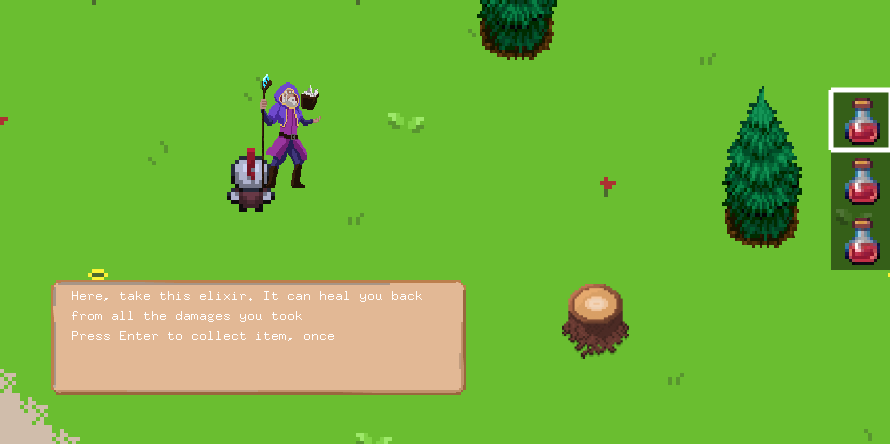 Here, take this elixir. It can heal you back
from all the damages you took
Press Enter to collect item, once